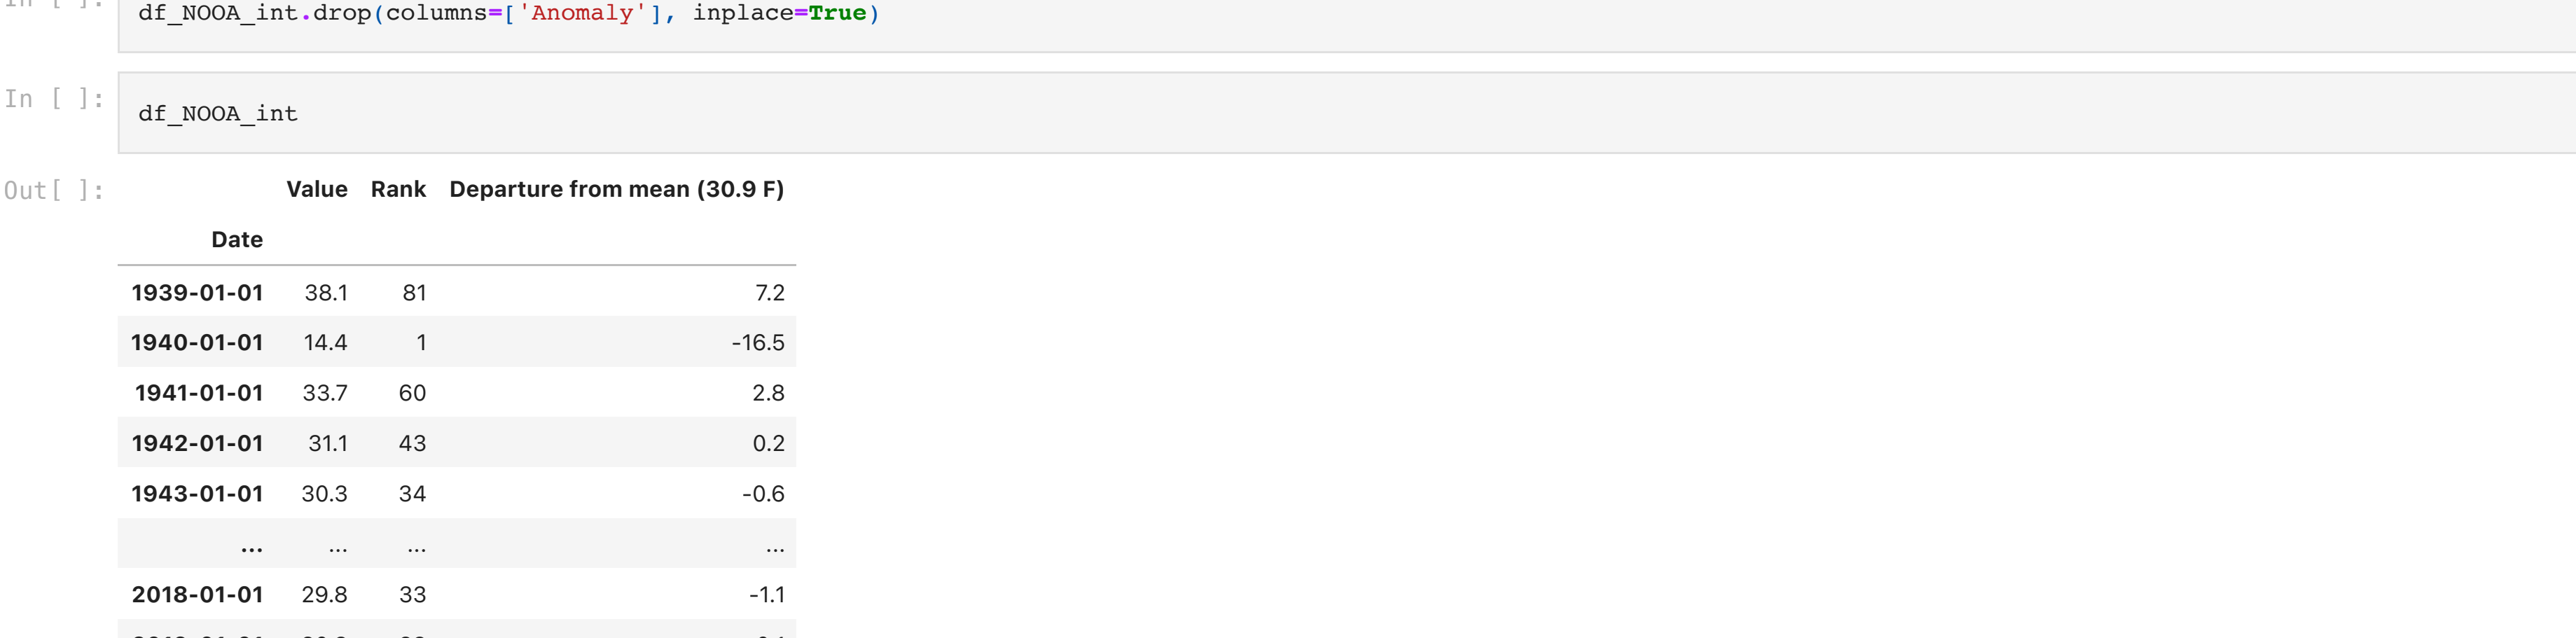 In [ ]:
df_NOOA_int.drop(columns=['Anomaly'], inplace=True)
In [ ]:
df_NOOA_int
Out[ ]:
Value Rank Departure from mean (30.9 F)
Date
1939-01-01 38.1 81 7.2
1940-01-01 14.4 1 -16.5
1941-01-01 33.7 60 2.8
1942-01-01 31.1 43 0.2
1943-01-01 30.3 34 -0.6
... ... ... ...
2018-01-01 29.8 33 -1.1